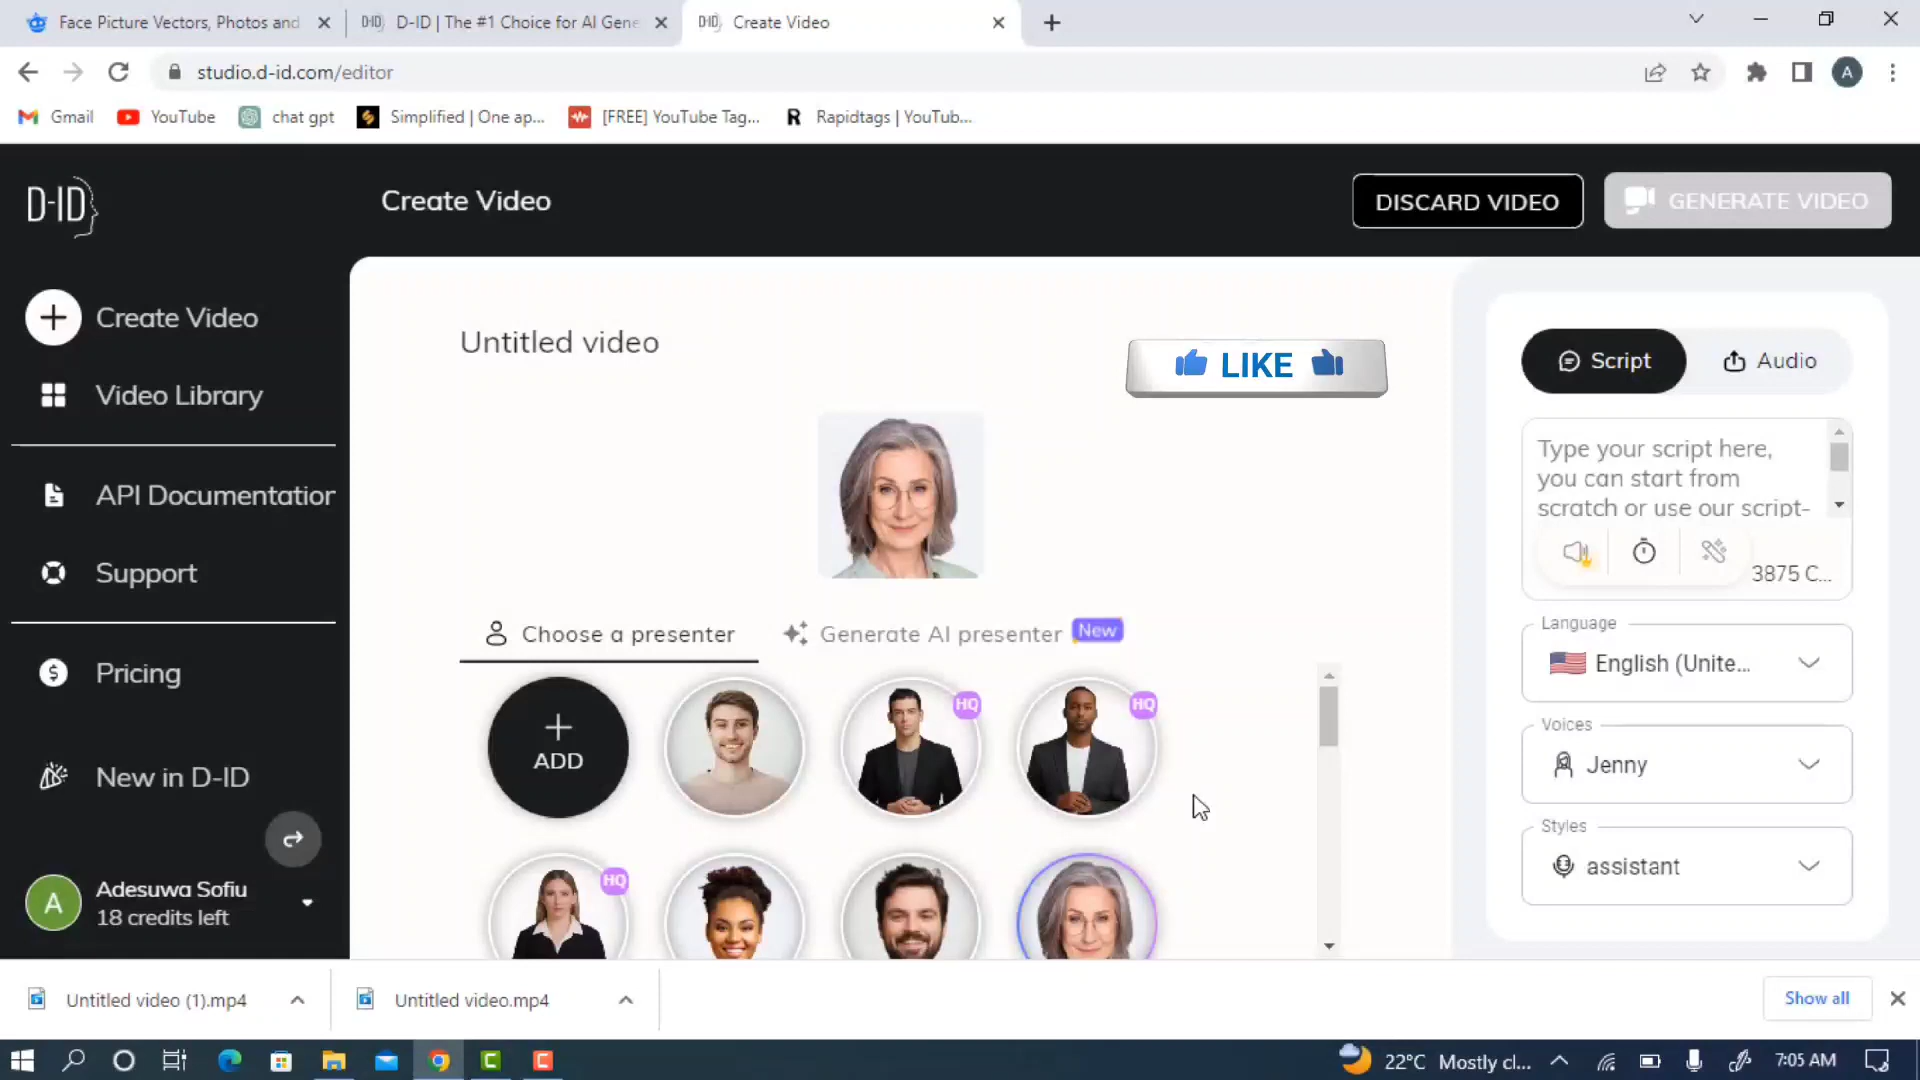 Face Picture Vectors, Photos and
D-ID | The #1 Choice for AI Gene
Create Video
studio.d-id.com/editor
Gmail
YouTube
chat gpt
Simplified | One ap...
[FREE] YouTube Tag...
R Rapidtags | YouTub...
A
D-ID
Create Video
DISCARD VIDEO
GENERATE VIDEO
Create Video
Video Library
API Documentation
Support
Pricing
New in D-ID
A
Adesuwa Sofiu
18 credits left
Untitled video
LIKE
Choose a presenter
Generate AI presenter
New
ADD
HQ
HQ
HQ
Script
Audio
Type your script here,
you can start from
scratch or use our script-
3875 C...
Language
English (Unite...
Voices
Jenny
Styles
assistant
Untitled video (1).mp4
Untitled video.mp4
Show all
22°C Mostly cl...
7:05 AM